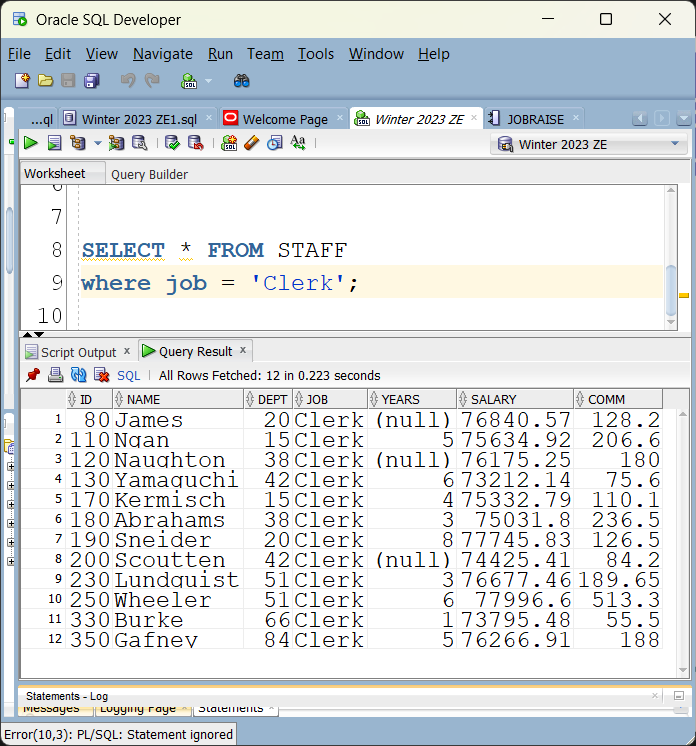 Oracle SQL Developer
File Edit View Navigate Run Team Tools Window Help
...ql Winter 2023 ZE1.sql Welcome Page Winter 2023 ZE JOBRAISE
Winter 2023 ZE
Worksheet Query Builder
6
7
8 SELECT * FROM STAFF
9 where job = 'Clerk';
10
Script Output x Query Result x
SQL | All Rows Fetched: 12 in 0.223 seconds
ID NAME DEPT JOB YEARS SALARY COMM
1 80 James 20 Clerk (null) 76840.57 128.2
2 110 Ngan 15 Clerk 5 75634.92 206.6
3 120 Naughton 38 Clerk (null) 76175.25 180
4 130 Yamaguchi 42 Clerk 6 73212.14 75.6
5 170 Kermisch 15 Clerk 4 75332.79 110.1
6 180 Abrahams 38 Clerk 3 75031.8 236.5
7 190 Sneider 20 Clerk 8 77745.83 126.5
8 200 Scoutten 42 Clerk (null) 74425.41 84.2
9 230 Lundquist 51 Clerk 3 76677.46 189.65
10 250 Wheeler 51 Clerk 6 77996.6 513.3
11 330 Burke 66 Clerk 1 73795.48 55.5
12 350 Gafney 84 Clerk 5 76266.91 188
Statements - Log
Messages Logging Page Statements
Error(10,3): PL/SQL: Statement ignored